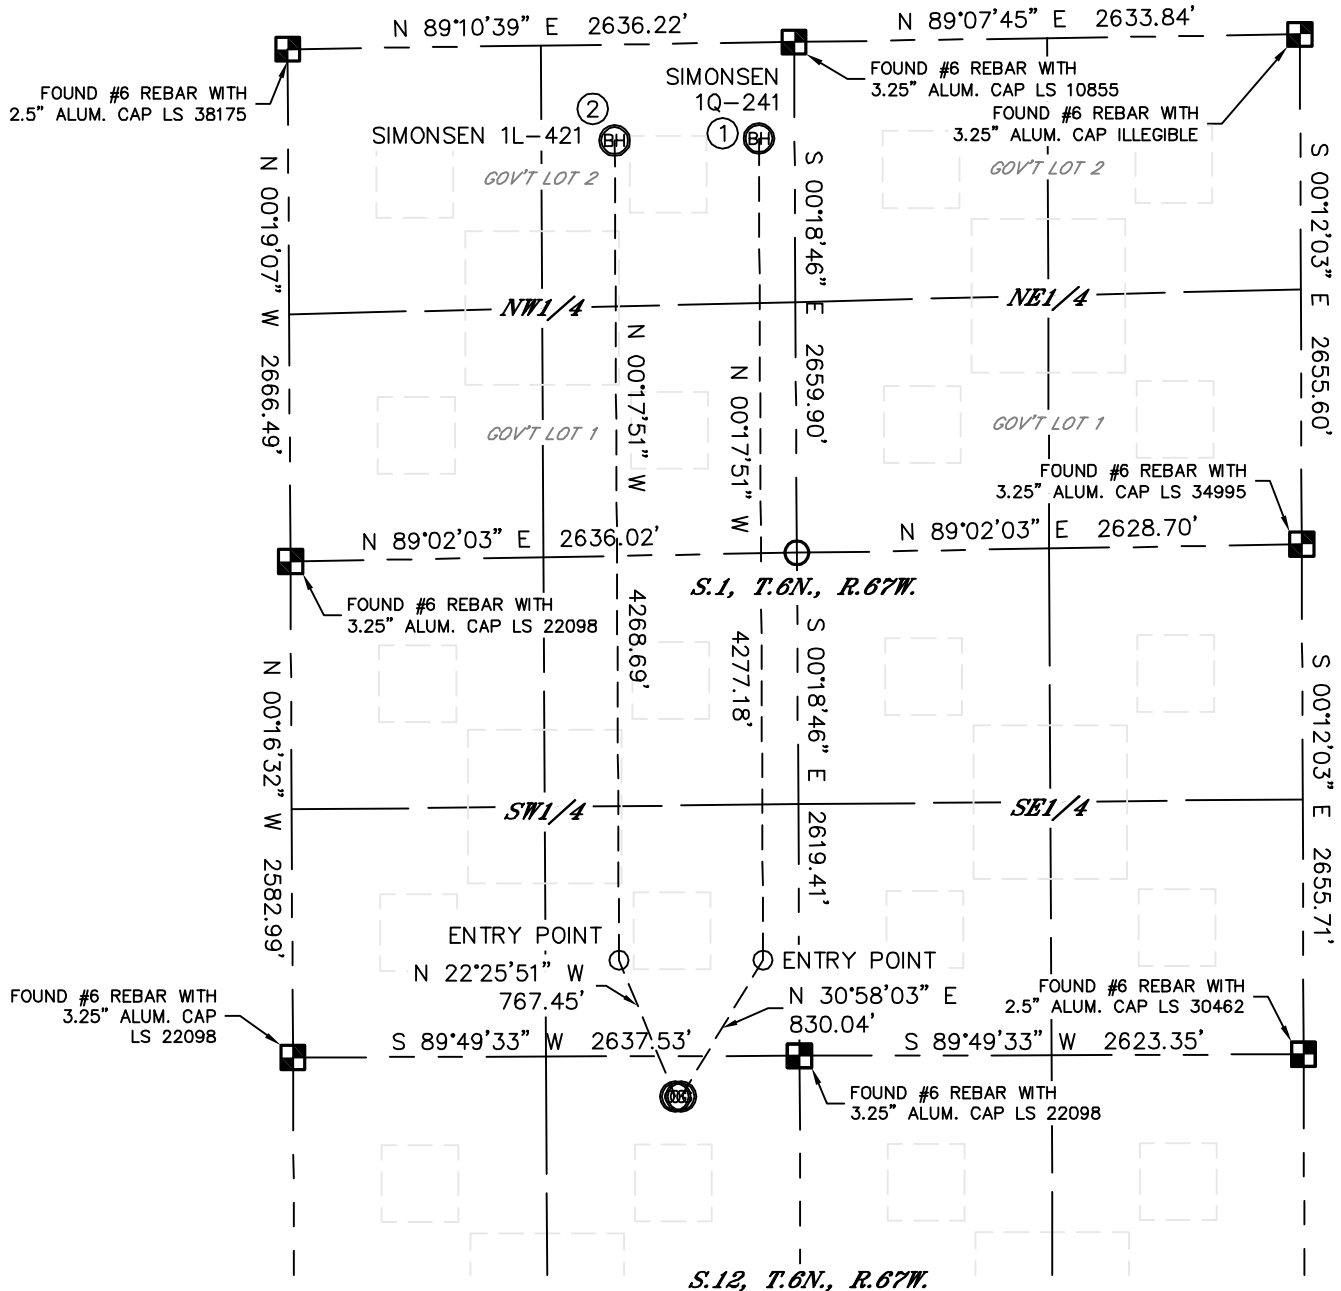 N 89°10'39" E 2636.22'
N 89°07'45" E 2633.84'
FOUND #6 REBAR WITH
2.5" ALUM. CAP LS 38175
SIMONSEN
1Q-241
FOUND #6 REBAR WITH
3.25" ALUM. CAP LS 10855
FOUND #6 REBAR WITH
3.25" ALUM. CAP ILLEGIBLE
2
SIMONSEN 1L-421
BH
1
BH
GOV'T LOT 2
GOV'T LOT 2
N 00°19'07" W 2666.49'
S 00°18'46" E 2659.90'
S 00°12'03" E 2655.60'
NW1/4
NE1/4
N 00°17'51" W 4268.69'
N 00°17'51" W 4277.18'
GOV'T LOT 1
GOV'T LOT 1
FOUND #6 REBAR WITH
3.25" ALUM. CAP LS 34995
N 89°02'03" E 2636.02'
N 89°02'03" E 2628.70'
S.1, T.6N., R.67W.
FOUND #6 REBAR WITH
3.25" ALUM. CAP LS 22098
N 00°16'32" W 2582.99'
S 00°18'46" E 2619.41'
S 00°12'03" E 2655.71'
SW1/4
SE1/4
ENTRY POINT
ENTRY POINT
N 22°25'51" W
767.45'
N 30°58'03" E
830.04'
FOUND #6 REBAR WITH
3.25" ALUM. CAP
LS 22098
FOUND #6 REBAR WITH
2.5" ALUM. CAP LS 30462
S 89°49'33" W 2637.53'
S 89°49'33" W 2623.35'
FOUND #6 REBAR WITH
3.25" ALUM. CAP LS 22098
S.12, T.6N., R.67W.